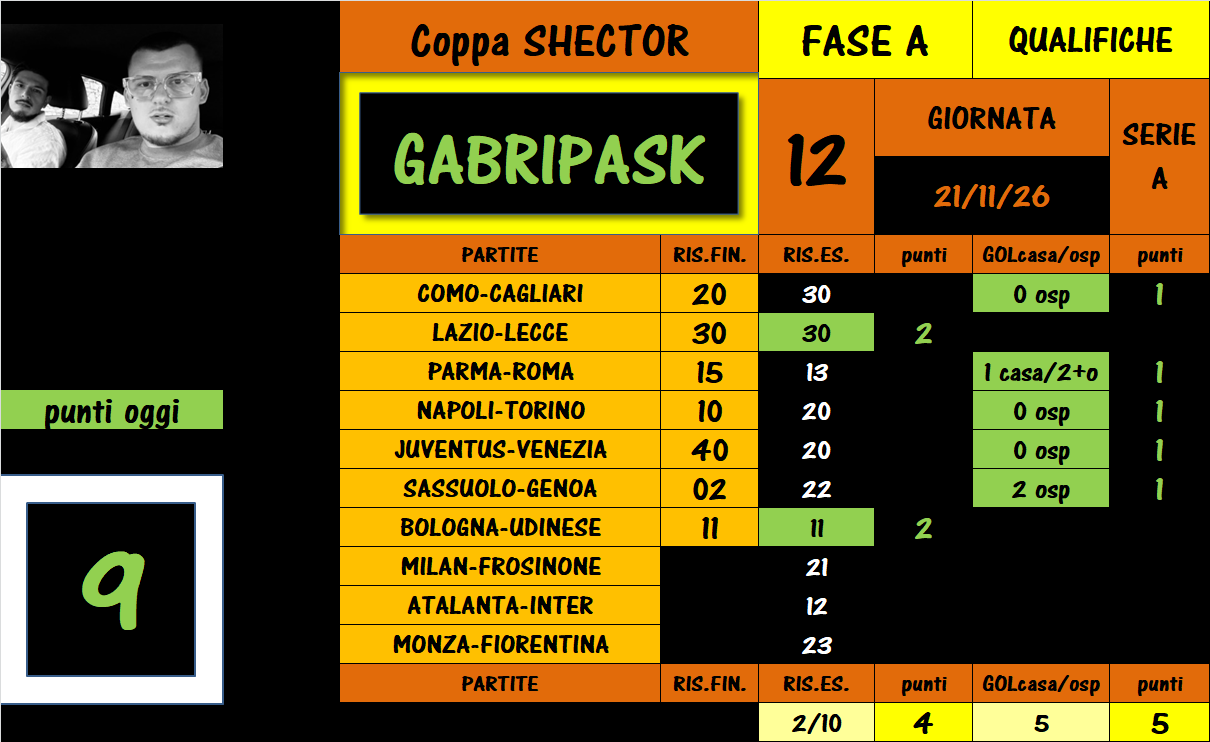 Coppa SHECTOR FASE A QUALIFICHE
GABRIPASK 12 GIORNATA SERIE A
21/11/26
PARTITE RIS.FIN. RIS.ES. punti GOLcasa/osp punti
COMO-CAGLIARI 20 30 0 osp 1
LAZIO-LECCE 30 30 2
PARMA-ROMA 15 13 1 casa/2+o 1
punti oggi
NAPOLI-TORINO 10 20 0 osp 1
JUVENTUS-VENEZIA 40 20 0 osp 1
SASSUOLO-GENOA 02 22 2 osp 1
BOLOGNA-UDINESE 11 11 2
9
MILAN-FROSINONE 21
ATALANTA-INTER 12
MONZA-FIORENTINA 23
PARTITE RIS.FIN. RIS.ES. punti GOLcasa/osp punti
2/10 4 5 5